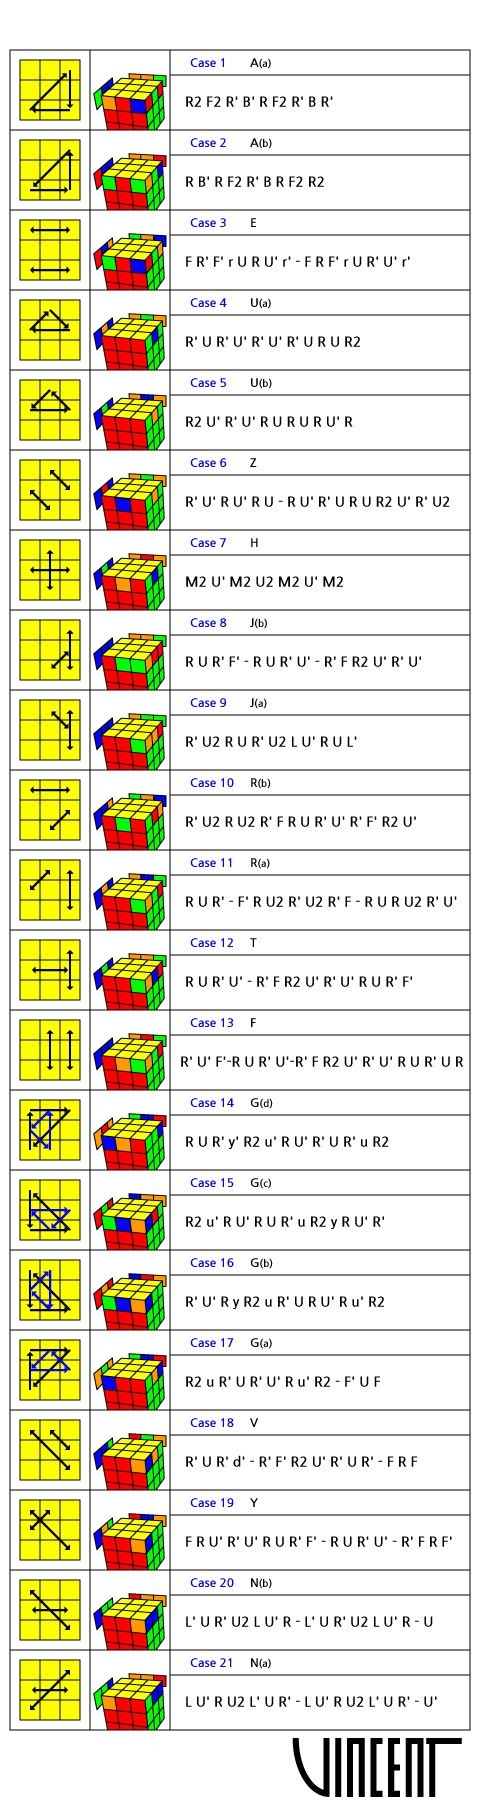 Case 1 A(a)
R2 F2 R' B' R F2 R' B R'
Case 2 A(b)
R B' R F2 R' B R F2 R2
Case 3 E
F R' F' r U R U' r' - F R F' r U R' U' r'
Case 4 U(a)
R' U R' U' R' U' R' U R U R2
Case 5 U(b)
R2 U' R' U' R U R U R U' R
Case 6 Z
R' U' R U' R U - R U' R' U R U R2 U' R' U2
Case 7 H
M2 U' M2 U2 M2 U' M2
Case 8 J(b)
R U R' F' - R U R' U' - R' F R2 U' R' U'
Case 9 J(a)
R' U2 R U R' U2 L U' R U L'
Case 10 R(b)
R' U2 R U2 R' F R U R' U' R' F' R2 U'
Case 11 R(a)
R U R' - F' R U2 R' U2 R' F - R U R U2 R' U'
Case 12 T
R U R' U' - R' F R2 U' R' U' R U R' F'
Case 13 F
R' U' F'-R U R' U'-R' F R2 U' R' U' R U R' U R
Case 14 G(d)
R U R' y' R2 u' R U' R' U R' u R2
Case 15 G(c)
R2 u' R U' R U R' u R2 y R U' R'
Case 16 G(b)
R' U' R y R2 u R' U R U' R u' R2
Case 17 G(a)
R2 u R' U R' U' R u' R2 - F' U F
Case 18 V
R' U R' d' - R' F' R2 U' R' U R' - F R F
Case 19 Y
F R U' R' U' R U R' F' - R U R' U' - R' F R F'
Case 20 N(b)
L' U R' U2 L U' R - L' U R' U2 L U' R - U
Case 21 N(a)
L U' R U2 L' U R' - L U' R U2 L' U R' - U'
VINCENT